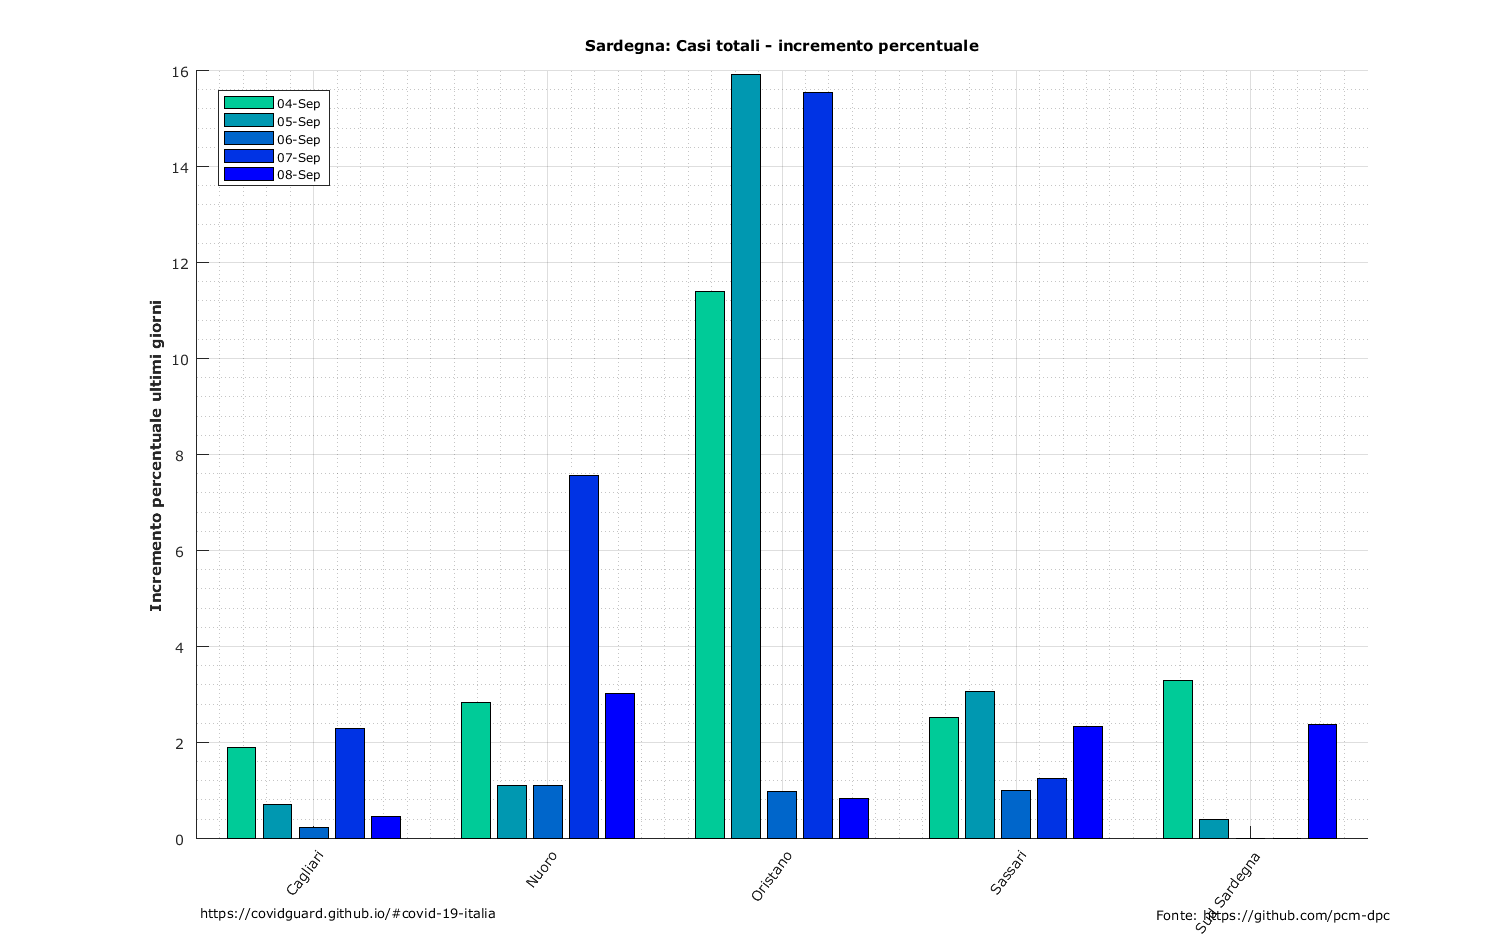 Sardegna: Casi totali - incremento percentuale
16
14
12
10
8
6
4
2
0
04-Sep
05-Sep
06-Sep
07-Sep
08-Sep
Incremento percentuale ultimi giorni
Cagliari
Nuoro
Oristano
Sassari
Sud Sardegna
https://covidguard.github.io/#covid-19-italia
Fonte: https://github.com/pcm-dpc